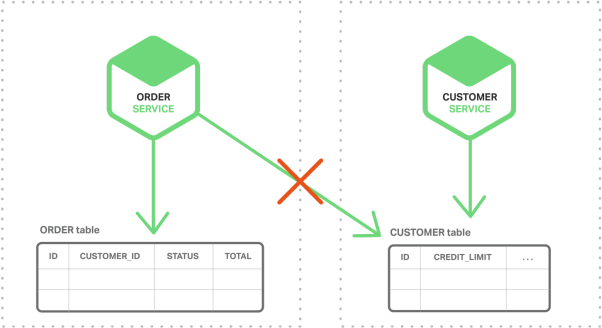 ORDER
SERVICE
CUSTOMER
SERVICE
ORDER table
ID CUSTOMER_ID STATUS TOTAL
CUSTOMER table
ID CREDIT_LIMIT ...